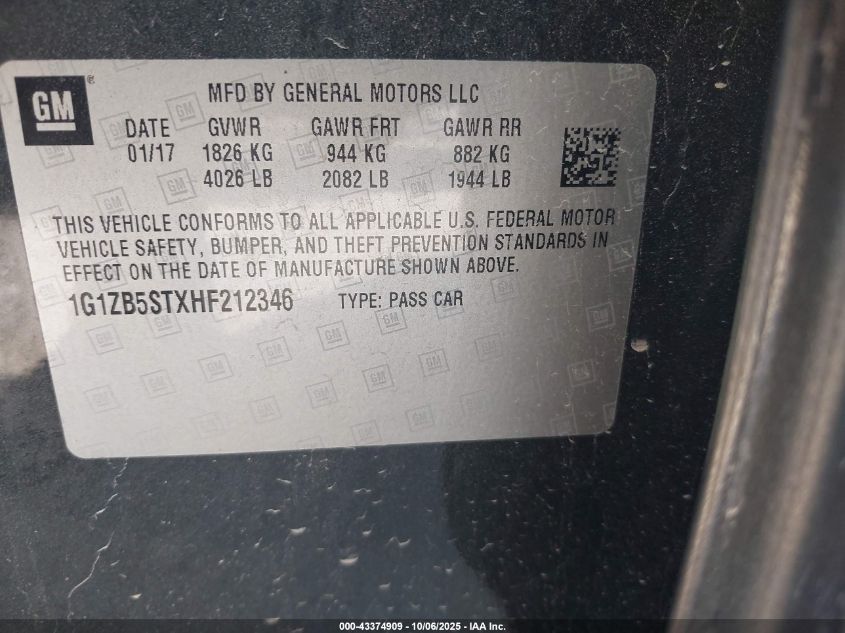 GM ® MFD BY GENERAL MOTORS LLC
DATE GVWR GAWR FRT GAWR RR
01/17 1826 KG 944 KG 882 KG
4026 LB 2082 LB 1944 LB
THIS VEHICLE CONFORMS TO ALL APPLICABLE U.S. FEDERAL MOTOR
VEHICLE SAFETY, BUMPER, AND THEFT PREVENTION STANDARDS IN
EFFECT ON THE DATE OF MANUFACTURE SHOWN ABOVE.
1G1ZB5STXHF212346 TYPE: PASS CAR
000-43374909 - 10/06/2025 - IAA Inc.